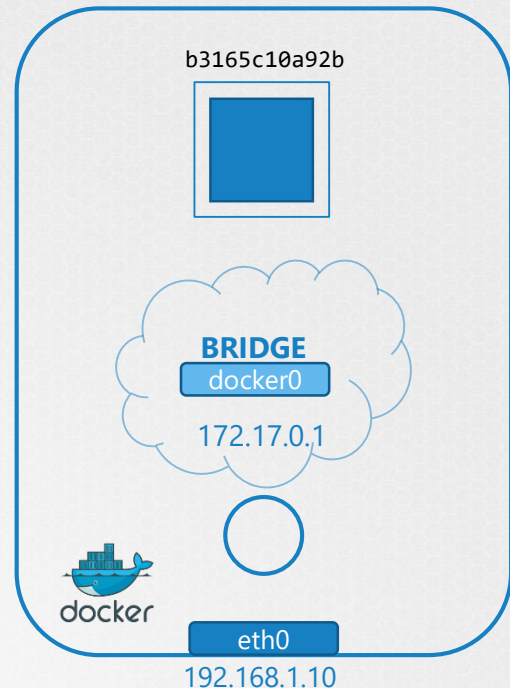 b3165c10a92b
BRIDGE
docker0
172.17.0.1
docker
eth0
192.168.1.10